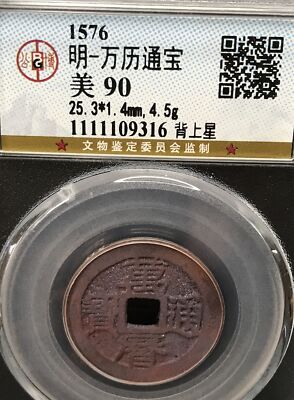 1576
明-万历通宝
美 90
25.3*1.4mm,4.5g
1111109316 背上星
文物鉴定委员会监制
萬曆通寶